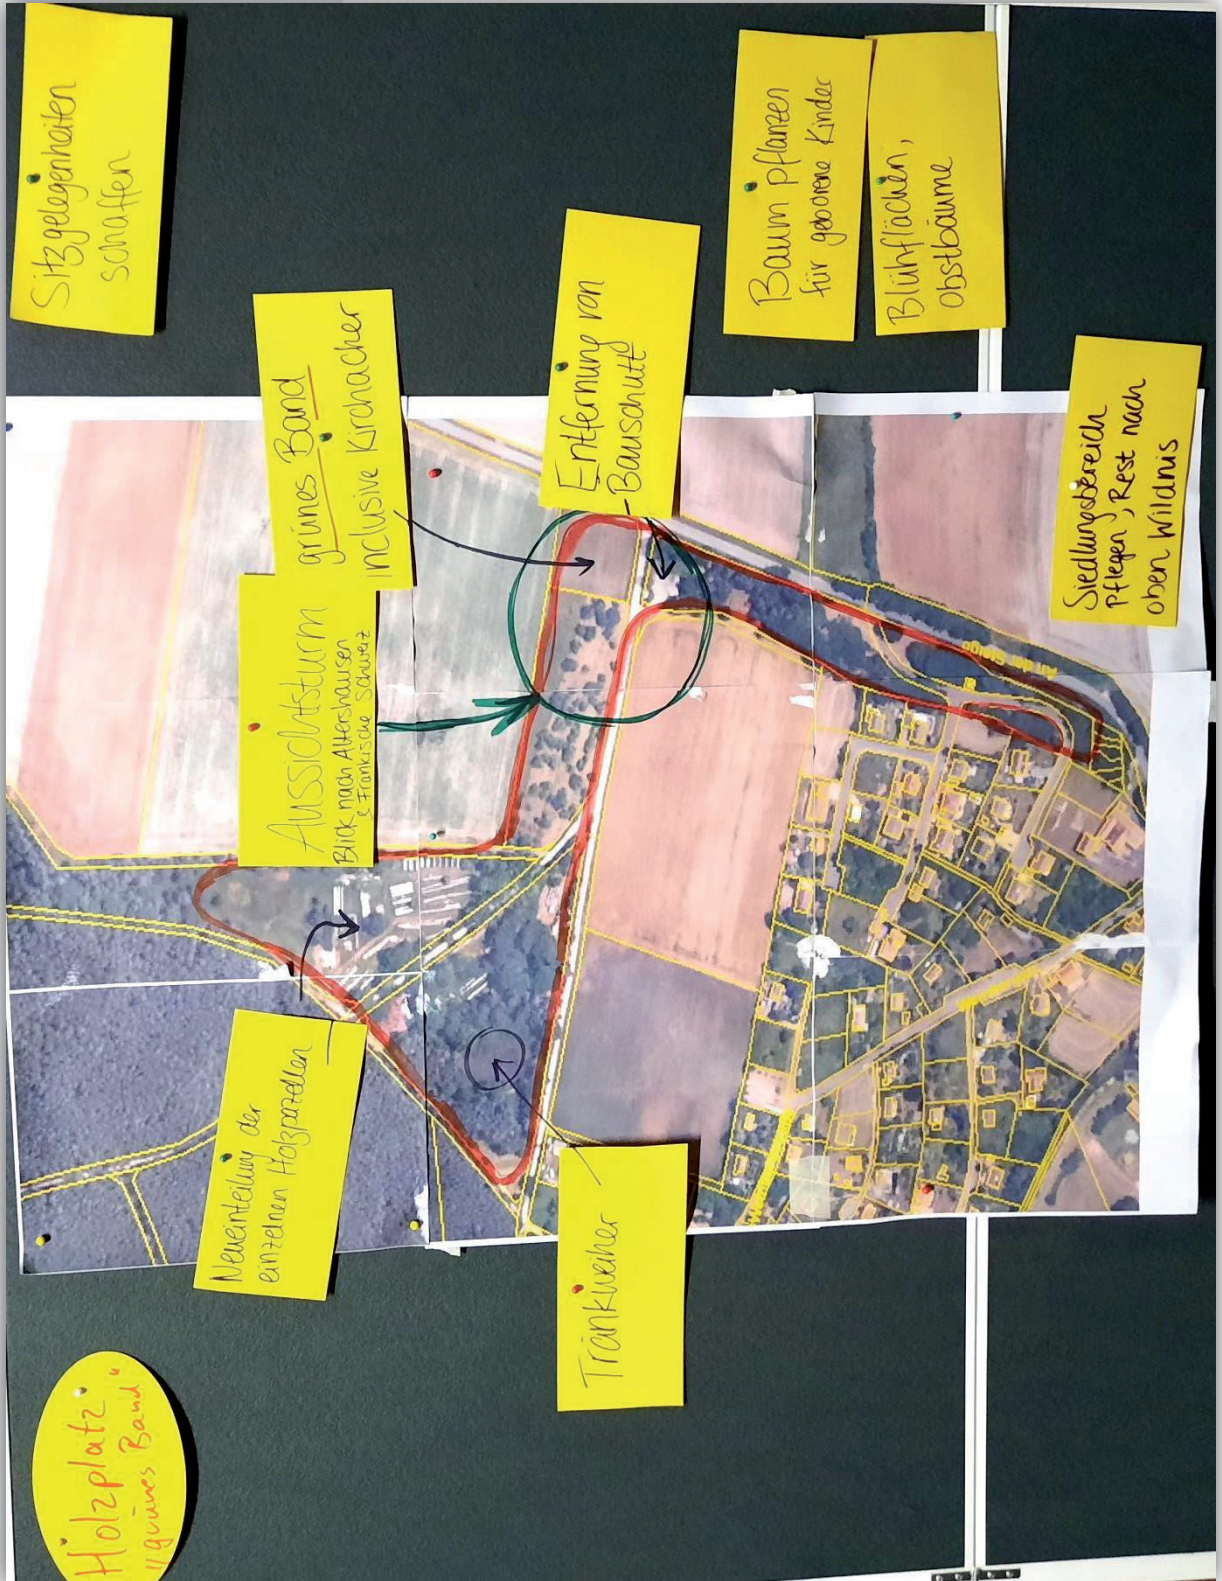 Holzplatz
"grünes Band"
Sitzgelegenheiten
schaffen
Neueinteilung der
einzelnen Holzparzellen
Aussichtsturm
Blick nach Altershausen
& Fränkische Schweiz
grünes Band
inclusive Kirchacker
Tränkweiher
Entfernung von
Bauschutt
Baum pflanzen
für geborene Kinder
Blühflächen,
Obstbäume
Siedlungsbereich
Pflegen, Rest nach
oben Wildnis